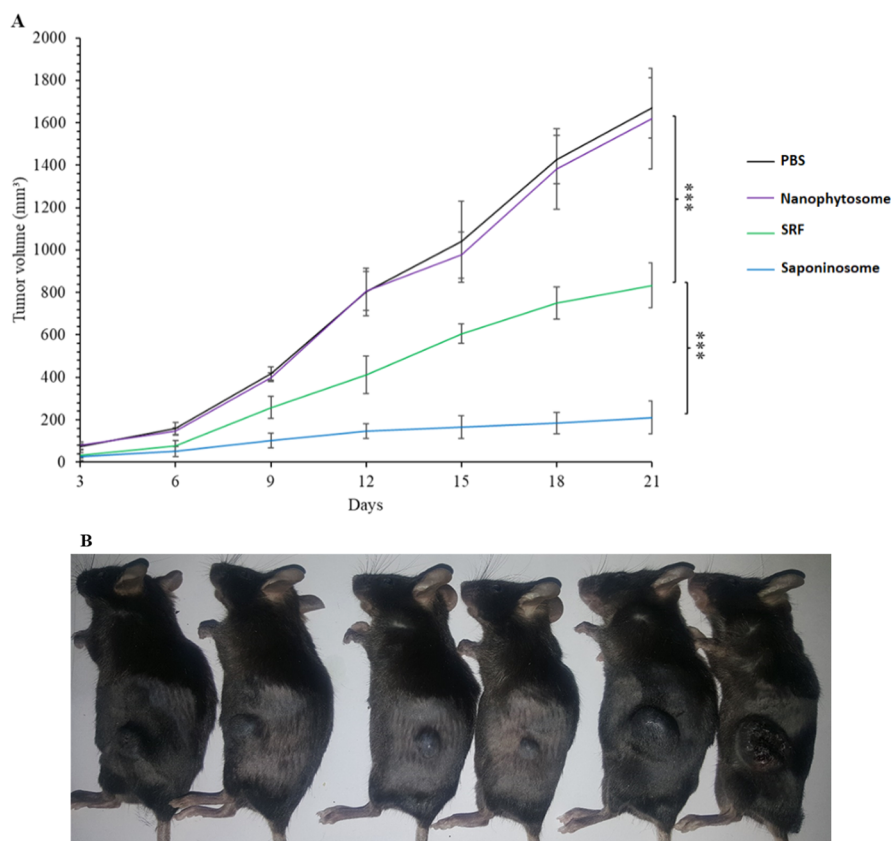 A
2000
1800
1600
1400
1200
1000
800
600
400
200
0
3 6 9 12 15 18 21
Tumor volume (mm³)
Days
***
***
PBS
Nanophytosome
SRF
Saponinosome
B